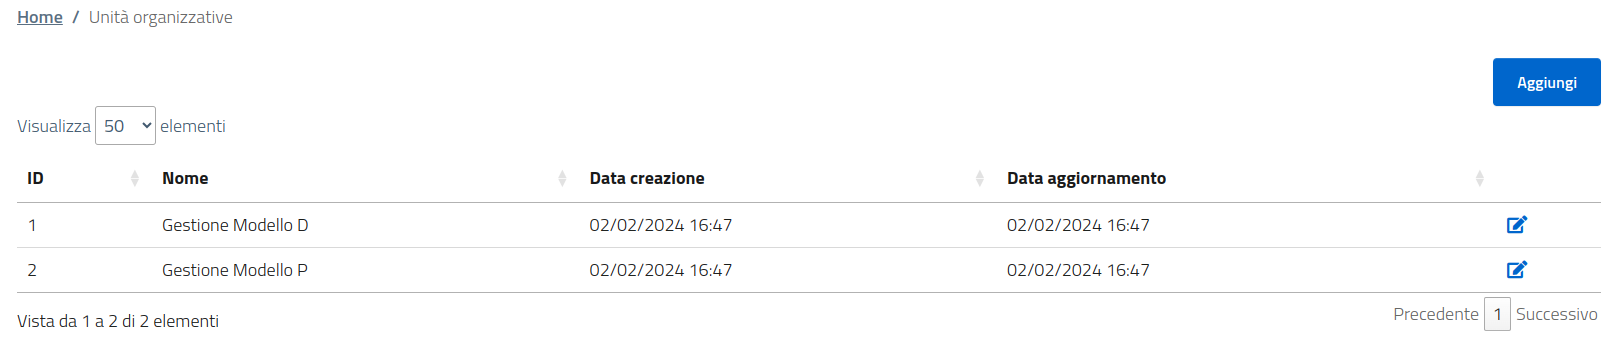 Home / Unità organizzative
Aggiungi
Visualizza 50 elementi
ID Nome Data creazione Data aggiornamento
1 Gestione Modello D 02/02/2024 16:47 02/02/2024 16:47
2 Gestione Modello P 02/02/2024 16:47 02/02/2024 16:47
Vista da 1 a 2 di 2 elementi
Precedente 1 Successivo